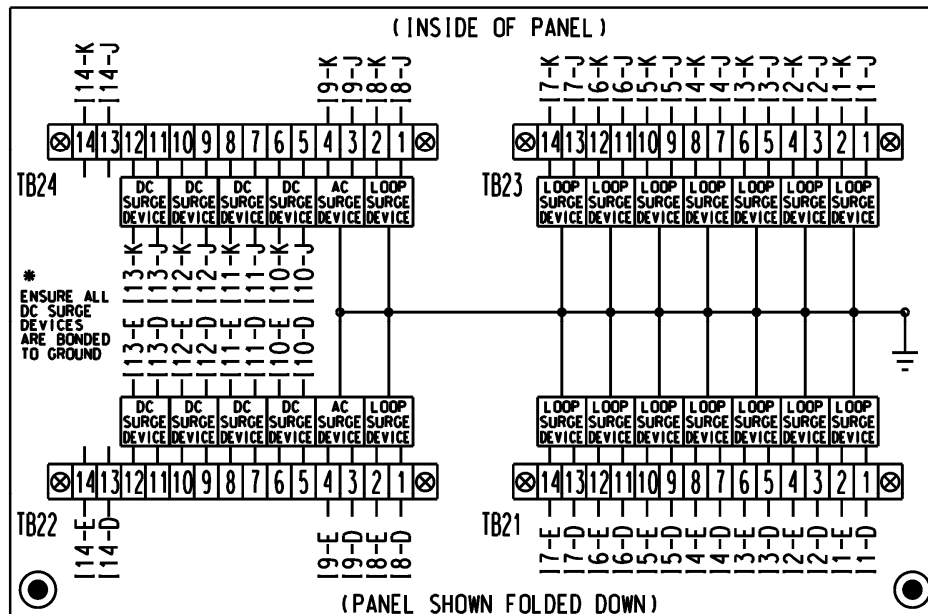 (INSIDE OF PANEL)
I14-K
I14-J
I9-K
I9-J
I8-K
I8-J
I7-K
I7-J
I6-K
I6-J
I5-K
I5-J
I4-K
I4-J
I3-K
I3-J
I2-K
I2-J
I1-K
I1-J
14 13 12 11 10 9 8 7 6 5 4 3 2 1
14 13 12 11 10 9 8 7 6 5 4 3 2 1
TB24
TB23
DC SURGE DEVICE
DC SURGE DEVICE
DC SURGE DEVICE
DC SURGE DEVICE
AC SURGE DEVICE
LOOP SURGE DEVICE
LOOP SURGE DEVICE
LOOP SURGE DEVICE
LOOP SURGE DEVICE
LOOP SURGE DEVICE
LOOP SURGE DEVICE
LOOP SURGE DEVICE
LOOP SURGE DEVICE
I13-K
I13-J
I12-K
I12-J
I11-K
I11-J
I10-K
I10-J
*
ENSURE ALL
DC SURGE
DEVICES
ARE BONDED
TO GROUND
I13-E
I13-D
I12-E
I12-D
I11-E
I11-D
I10-E
I10-D
DC SURGE DEVICE
DC SURGE DEVICE
DC SURGE DEVICE
DC SURGE DEVICE
AC SURGE DEVICE
LOOP SURGE DEVICE
LOOP SURGE DEVICE
LOOP SURGE DEVICE
LOOP SURGE DEVICE
LOOP SURGE DEVICE
LOOP SURGE DEVICE
LOOP SURGE DEVICE
LOOP SURGE DEVICE
14 13 12 11 10 9 8 7 6 5 4 3 2 1
14 13 12 11 10 9 8 7 6 5 4 3 2 1
TB22
TB21
I14-E
I14-D
I9-E
I9-D
I8-E
I8-D
I7-E
I7-D
I6-E
I6-D
I5-E
I5-D
I4-E
I4-D
I3-E
I3-D
I2-E
I2-D
I1-E
I1-D
(PANEL SHOWN FOLDED DOWN)